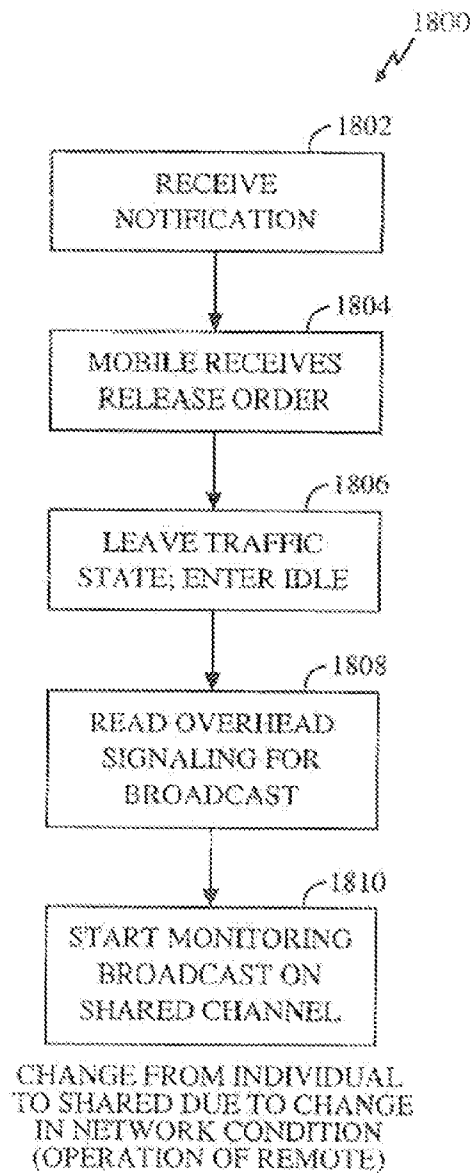 1800
1802
RECEIVE
NOTIFICATION
1804
MOBILE RECEIVES
RELEASE ORDER
1806
LEAVE TRAFFIC
STATE; ENTER IDLE
1808
READ OVERHEAD
SIGNALING FOR
BROADCAST
1810
START MONITORING
BROADCAST ON
SHARED CHANNEL
CHANGE FROM INDIVIDUAL
TO SHARED DUE TO CHANGE
IN NETWORK CONDITION
(OPERATION OF REMOTE)